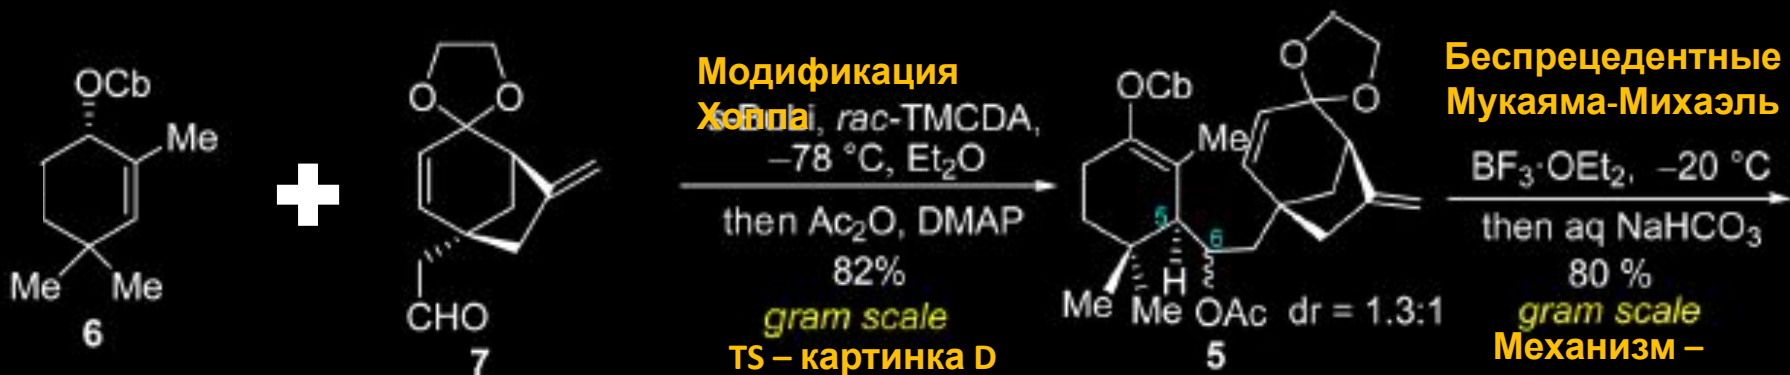 OCb
Me
Me Me
6
O O
CHO
7
Модификация
Хоппа
s-BuLi, rac-TMCDA,
−78 °C, Et₂O
then Ac₂O, DMAP
82%
gram scale
TS – картинка D
OCb
Me
O
O
5
6
H
Me Me OAc dr = 1.3:1
5
Беспрецедентные
Мукаяма-Михаэль
BF₃·OEt₂, −20 °C
then aq NaHCO₃
80 %
gram scale
Механизм –